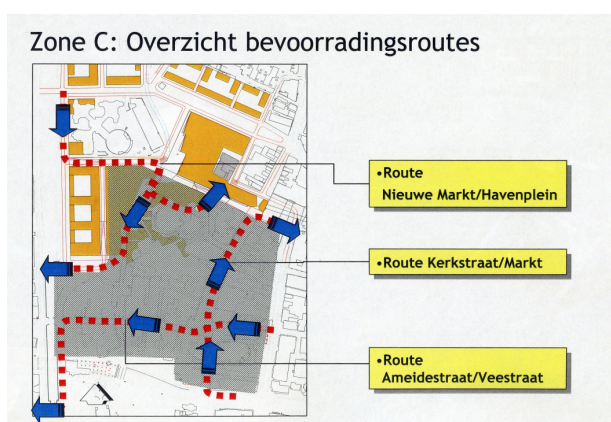 Zone C: Overzicht bevoorradingsroutes
•Route
Nieuwe Markt/Havenplein
•Route Kerkstraat/Markt
•Route
Ameidestraat/Veestraat